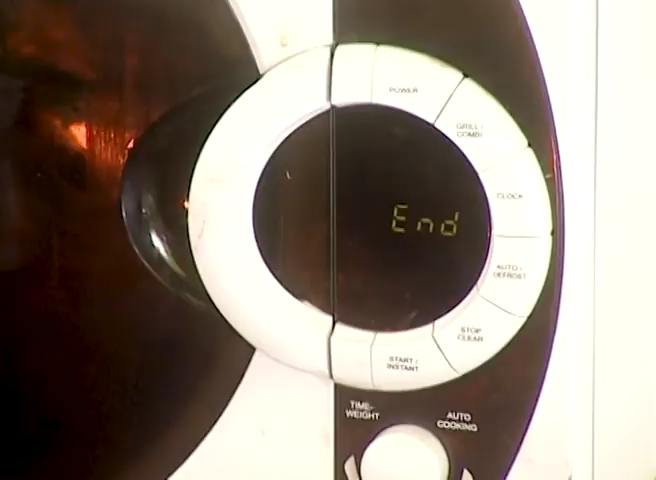 POWER
GRILL /
COMBI
CLOCK
End
AUTO /
DEFROST
STOP
CLEAR
START /
INSTANT
TIME-
WEIGHT
AUTO
COOKING